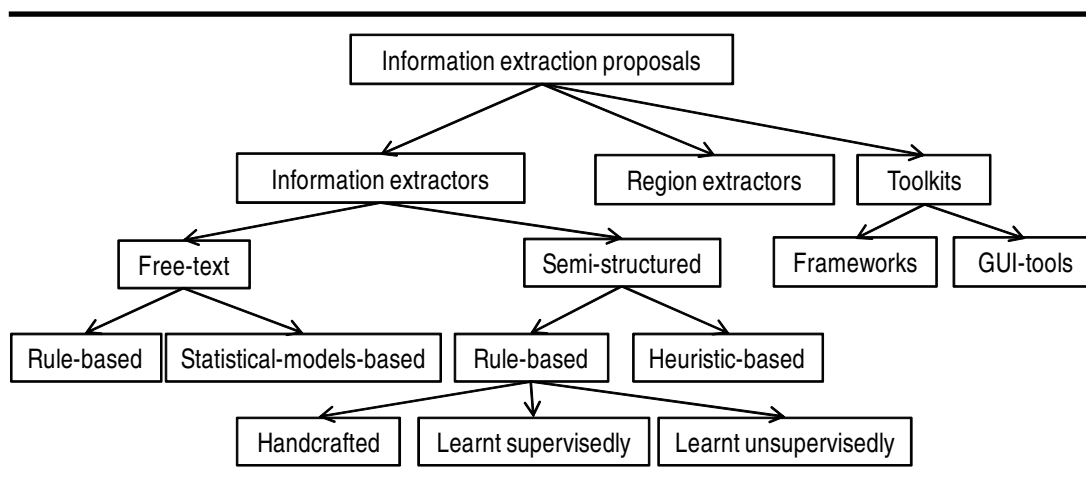 Information extraction proposals
Information extractors
Region extractors
Toolkits
Free-text
Semi-structured
Frameworks
GUI-tools
Rule-based
Statistical-models-based
Rule-based
Heuristic-based
Handcrafted
Learnt supervisedly
Learnt unsupervisedly